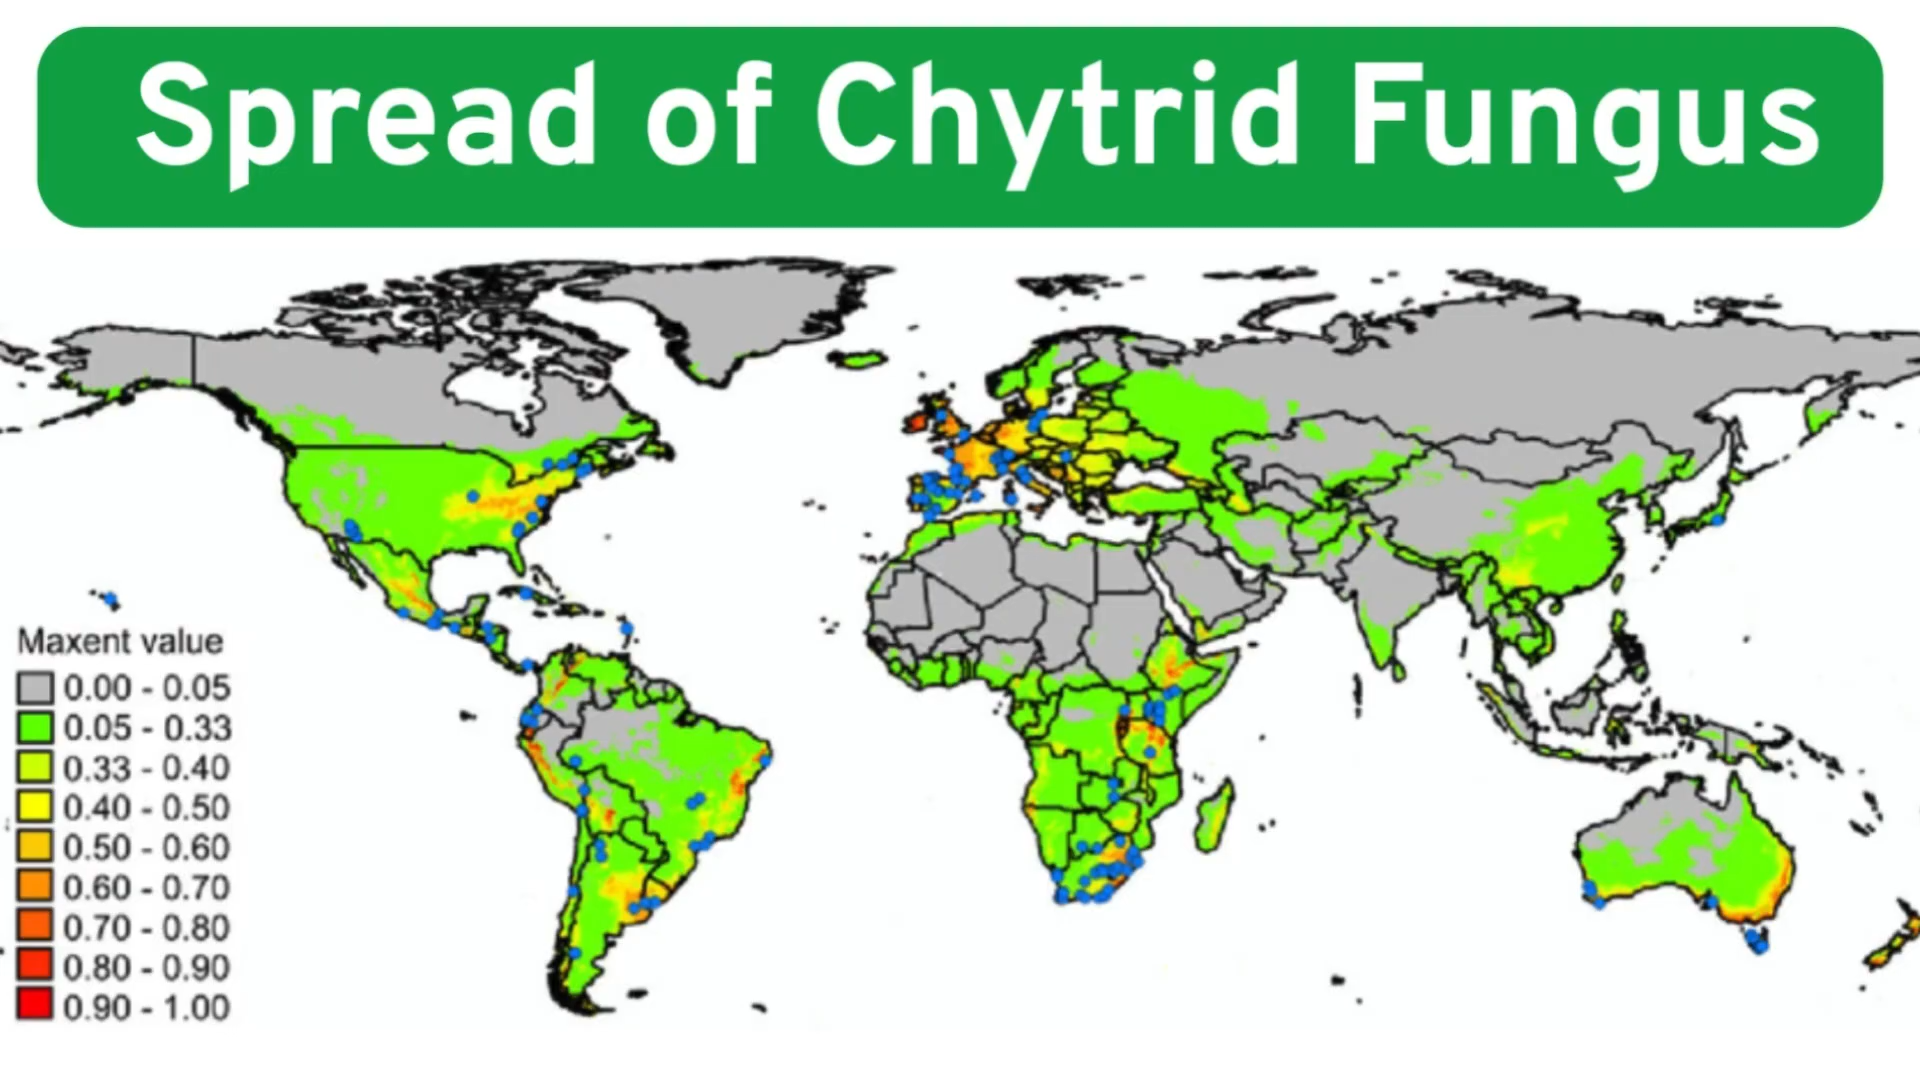 Spread of Chytrid Fungus
Maxent value
0.00 - 0.05
0.05 - 0.33
0.33 - 0.40
0.40 - 0.50
0.50 - 0.60
0.60 - 0.70
0.70 - 0.80
0.80 - 0.90
0.90 - 1.00